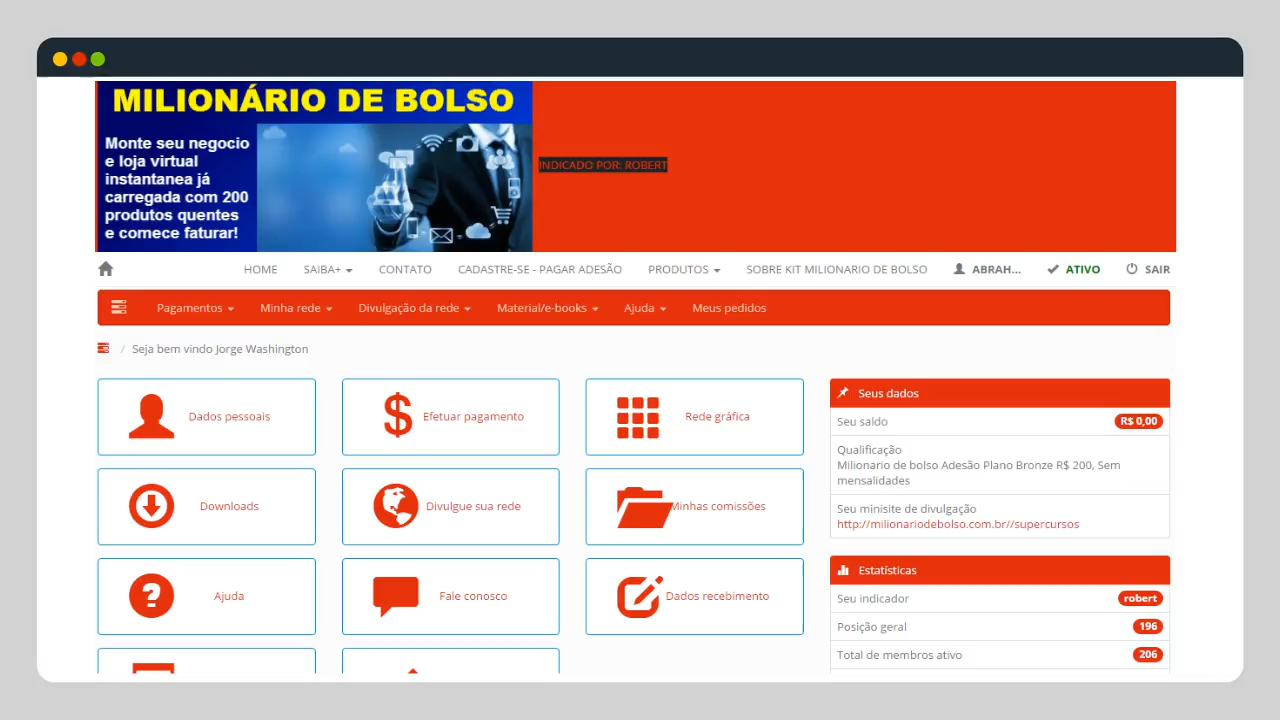 MILIONÁRIO DE BOLSO
Monte seu negocio
e loja virtual
instantanea já
carregada com 200
produtos quentes
e comece faturar!
INDICADO POR: ROBERT
HOME SAIBA+ CONTATO CADASTRE-SE - PAGAR ADESÃO PRODUTOS SOBRE KIT MILIONARIO DE BOLSO ABRAH... ATIVO SAIR
Pagamentos Minha rede Divulgação da rede Material/e-books Ajuda Meus pedidos
/ Seja bem vindo Jorge Washington
Dados pessoais
Efetuar pagamento
Rede gráfica
Downloads
Divulgue sua rede
Minhas comissões
Ajuda
Fale conosco
Dados recebimento
Seus dados
Seu saldo R$ 0,00
Qualificação
Milionario de bolso Adesão Plano Bronze R$ 200, Sem
mensalidades
Seu minisite de divulgação
http://milionariodebolso.com.br//supercursos
Estatísticas
Seu indicador robert
Posição geral 196
Total de membros ativo 206